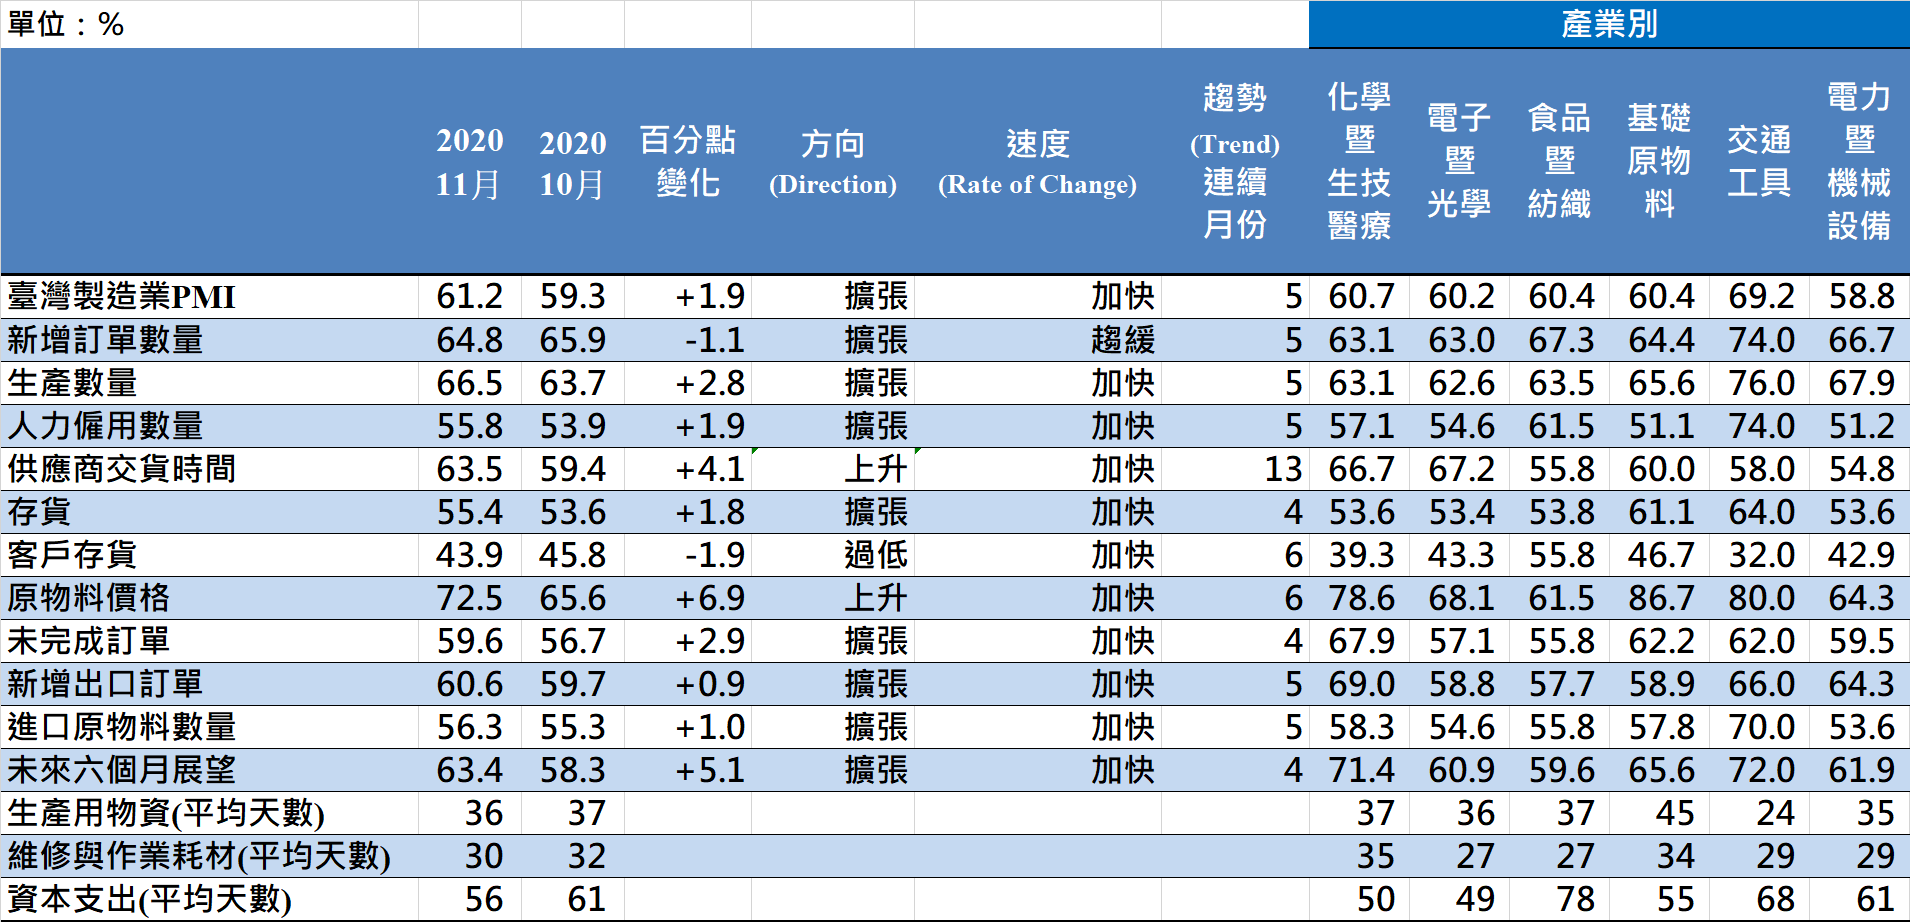 單位：% 產業別
2020 11月 2020 10月 百分點 變化 方向 (Direction) 速度 (Rate of Change) 趨勢 (Trend) 連續 月份 化學 暨 生技 醫療 電子 暨 光學 食品 暨 紡織 基礎 原物 料 交通 工具 電力 暨 機械 設備
臺灣製造業PMI 61.2 59.3 +1.9 擴張 加快 5 60.7 60.2 60.4 60.4 69.2 58.8
新增訂單數量 64.8 65.9 -1.1 擴張 趨緩 5 63.1 63.0 67.3 64.4 74.0 66.7
生產數量 66.5 63.7 +2.8 擴張 加快 5 63.1 62.6 63.5 65.6 76.0 67.9
人力僱用數量 55.8 53.9 +1.9 擴張 加快 5 57.1 54.6 61.5 51.1 74.0 51.2
供應商交貨時間 63.5 59.4 +4.1 上升 加快 13 66.7 67.2 55.8 60.0 58.0 54.8
存貨 55.4 53.6 +1.8 擴張 加快 4 53.6 53.4 53.8 61.1 64.0 53.6
客戶存貨 43.9 45.8 -1.9 過低 加快 6 39.3 43.3 55.8 46.7 32.0 42.9
原物料價格 72.5 65.6 +6.9 上升 加快 6 78.6 68.1 61.5 86.7 80.0 64.3
未完成訂單 59.6 56.7 +2.9 擴張 加快 4 67.9 57.1 55.8 62.2 62.0 59.5
新增出口訂單 60.6 59.7 +0.9 擴張 加快 5 69.0 58.8 57.7 58.9 66.0 64.3
進口原物料數量 56.3 55.3 +1.0 擴張 加快 5 58.3 54.6 55.8 57.8 70.0 53.6
未來六個月展望 63.4 58.3 +5.1 擴張 加快 4 71.4 60.9 59.6 65.6 72.0 61.9
生產用物資(平均天數) 36 37 37 36 37 45 24 35
維修與作業耗材(平均天數) 30 32 35 27 27 34 29 29
資本支出(平均天數) 56 61 50 49 78 55 68 61